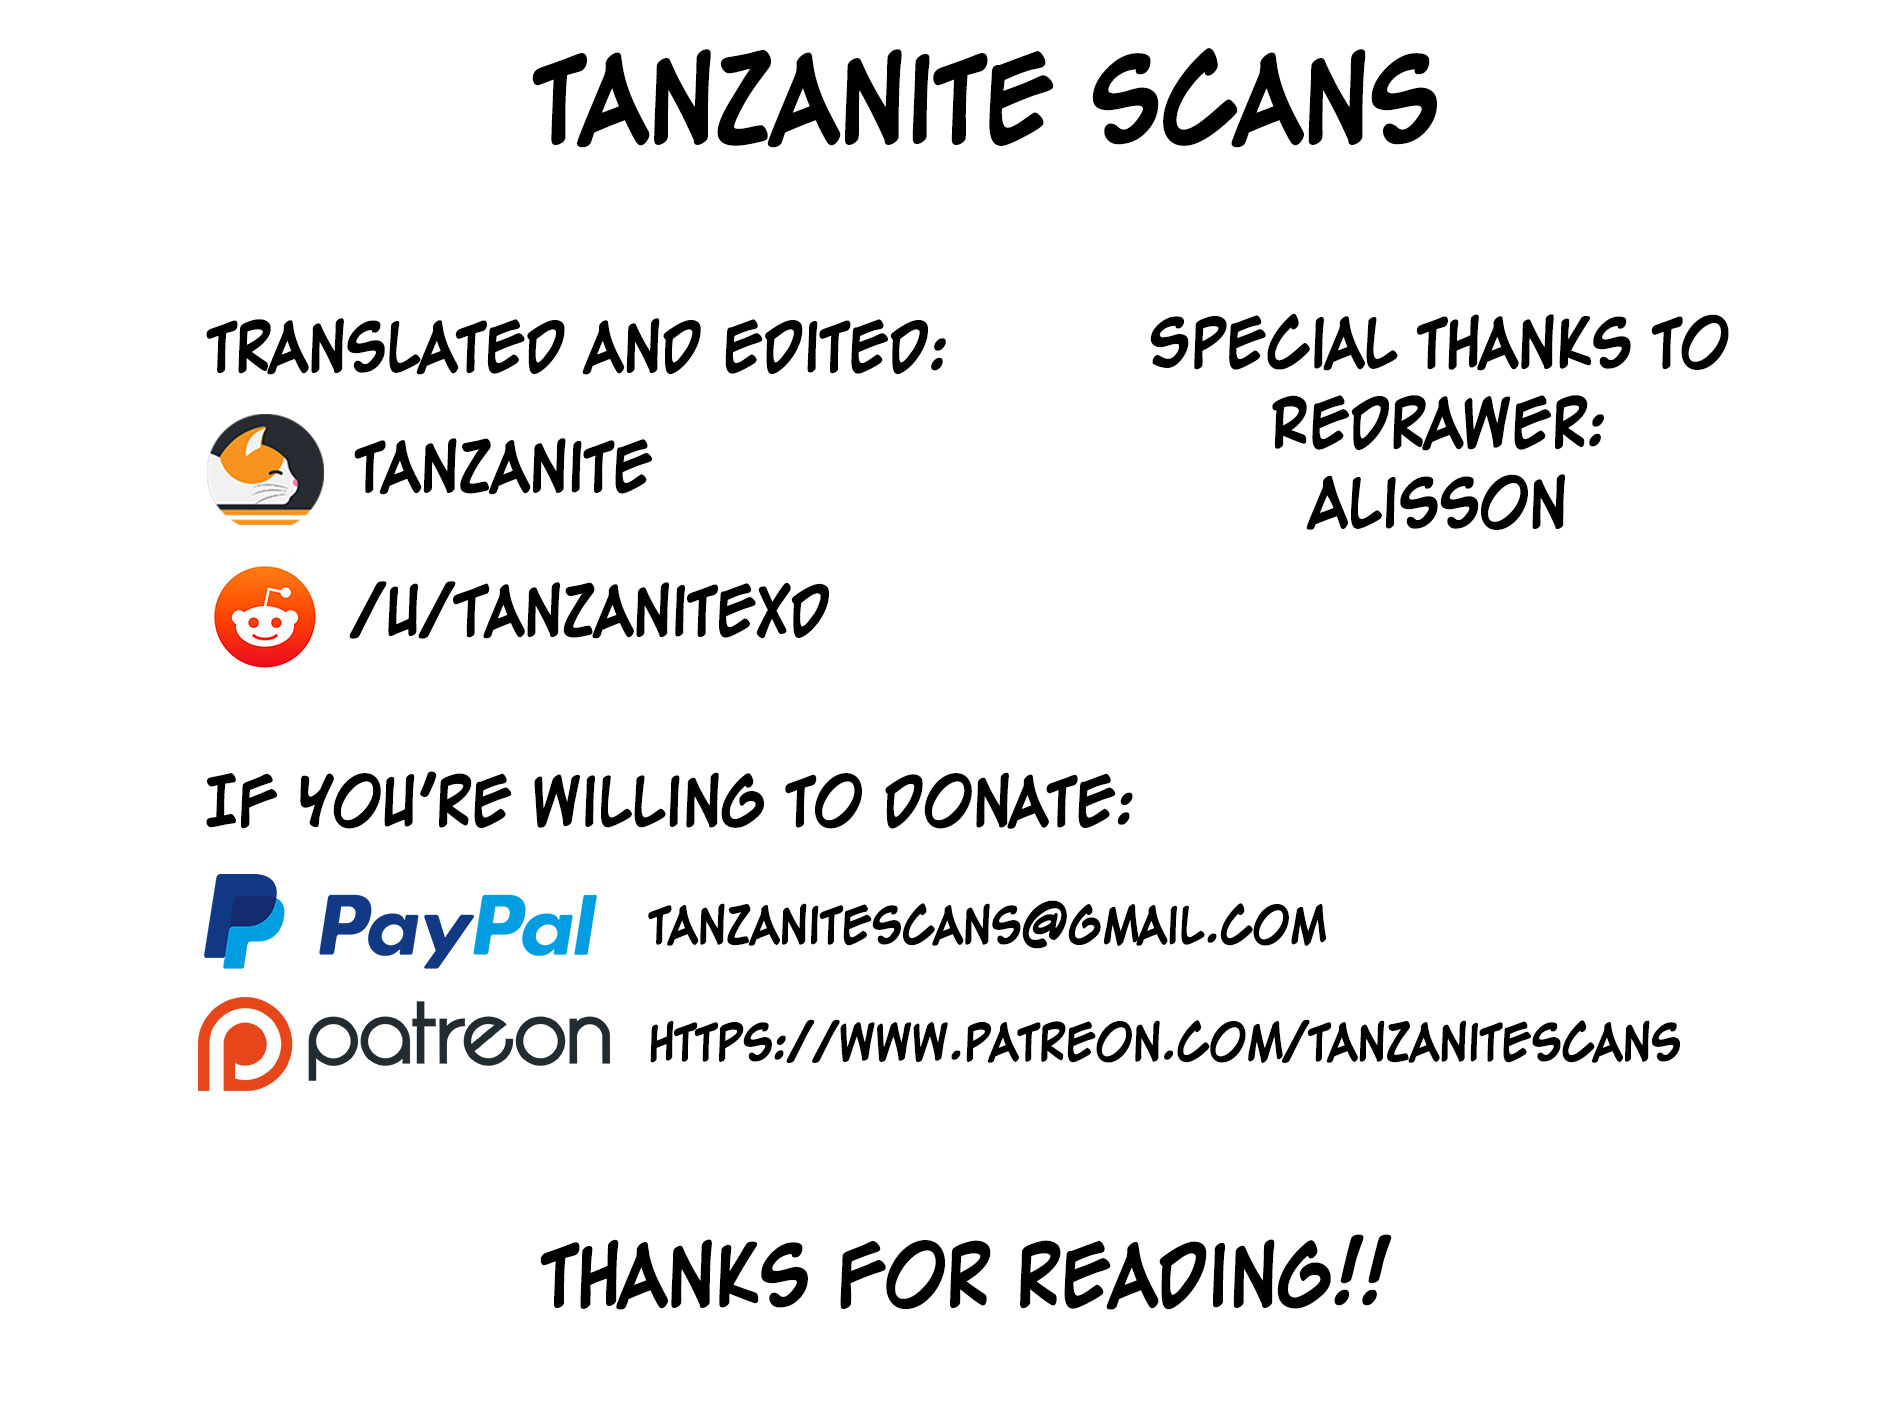 TANZANITE SCANS
TRANSLATED AND EDITED:
TANZANITE
/U/TANZANITEXD
SPECIAL THANKS TO
REDRAWER:
ALISSON
IF YOU'RE WILLING TO DONATE:
PayPal TANZANITESCANS@GMAIL.COM
patreon HTTPS://WWW.PATREON.COM/TANZANITESCANS
THANKS FOR READING!!